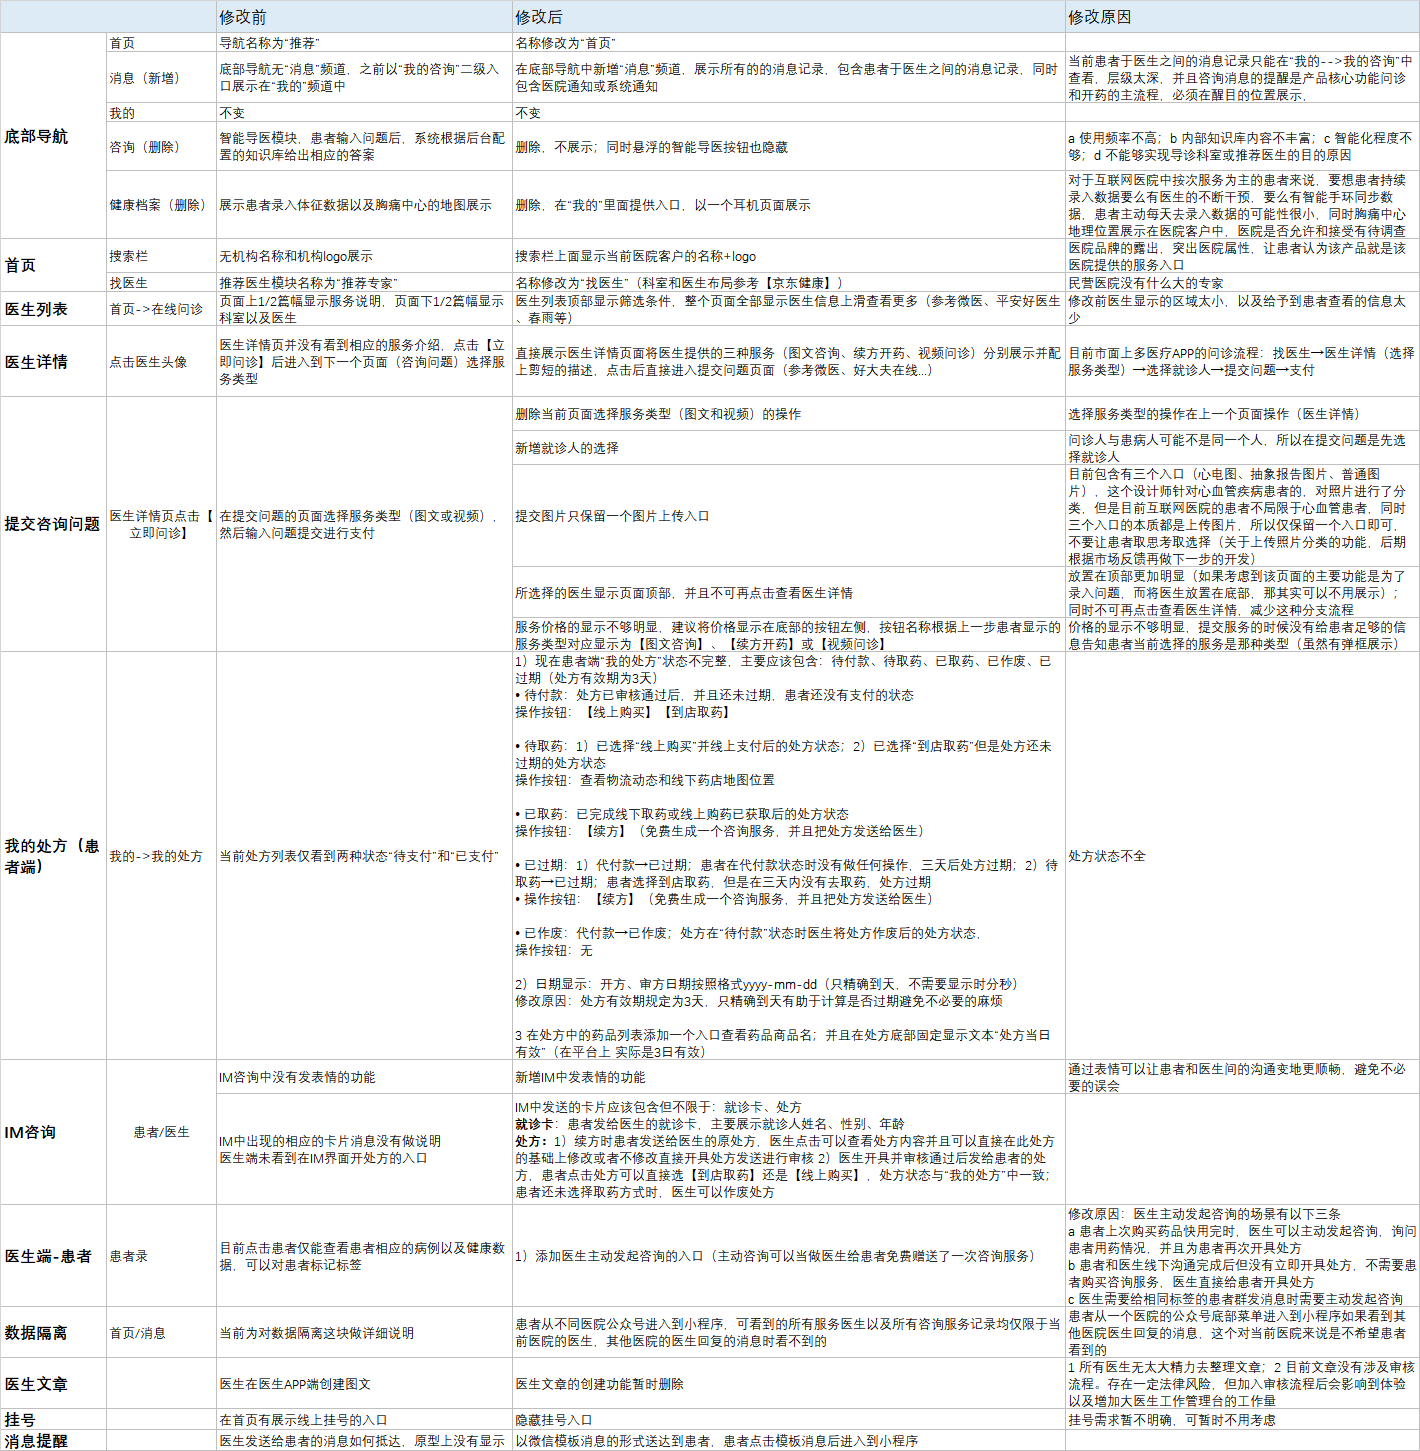 修改前
修改后
修改原因
底部导航
首页
导航名称为“推荐”
名称修改为“首页”
消息（新增）
底部导航无“消息”频道，之前以“我的咨询”二级入
口展示在“我的”频道中
在底部导航中新增“消息”频道，展示所有的的消息记录，包含患者于医生之间的消息记录，同时
包含医院通知或系统通知
当前患者于医生之间的消息记录只能在“我的-->我的咨询”中
查看，层级太深，并且咨询消息的提醒是产品核心功能问诊
和开药的主流程，必须在醒目的位置展示，
我的
不变
不变
咨询（删除）
智能导医模块，患者输入问题后，系统根据后台配
置的知识库给出相应的答案
删除，不展示；同时悬浮的智能导医按钮也隐藏
a 使用频率不高；b 内部知识库内容不丰富；c 智能化程度不
够；d 不能够实现导诊科室或推荐医生的目的原因
健康档案（删除）
展示患者录入体征数据以及胸痛中心的地图展示
删除，在“我的”里面提供入口，以一个耳机页面展示
对于互联网医院中按次服务为主的患者来说，要想患者持续
录入数据要么有医生的不断干预，要么有智能手环同步数
据，患者主动每天去录入数据的可能性很小，同时胸痛中心
地理位置展示在医院客户中，医院是否允许和接受有待调查
首页
搜索栏
无机构名称和机构logo展示
搜索栏上面显示当前医院客户的名称+logo
医院品牌的露出，突出医院属性，让患者认为该产品就是该
医院提供的服务入口
找医生
推荐医生模块名称为“推荐专家”
名称修改为“找医生”（科室和医生布局参考【京东健康】）
民营医院没有什么大的专家
医生列表
首页->在线问诊
页面上1/2篇幅显示服务说明，页面下1/2篇幅显示
科室以及医生
医生列表顶部显示筛选条件，整个页面全部显示医生信息上滑查看更多（参考微医、平安好医生
、春雨等）
修改前医生显示的区域太小，以及给予到患者查看的信息太
少
医生详情
点击医生头像
医生详情页并没有看到相应的服务介绍，点击【立
即问诊】后进入到下一个页面（咨询问题）选择服
务类型
直接展示医生详情页面将医生提供的三种服务（图文咨询、续方开药、视频问诊）分别展示并配
上剪短的描述，点击后直接进入提交问题页面（参考微医、好大夫在线...）
目前市面上多医疗APP的问诊流程：找医生→医生详情（选择
服务类型）→选择就诊人→提交问题→支付
提交咨询问题
医生详情页点击【
立即问诊】
在提交问题的页面选择服务类型（图文或视频），
然后输入问题提交进行支付
删除当前页面选择服务类型（图文和视频）的操作
选择服务类型的操作在上一个页面操作（医生详情）
新增就诊人的选择
问诊人与患病人可能不是同一个人，所以在提交问题是先选
择就诊人
提交图片只保留一个图片上传入口
目前包含有三个入口（心电图、抽象报告图片、普通图
片），这个设计师针对心血管疾病患者的，对照片进行了分
类，但是目前互联网医院的患者不局限于心血管患者，同时
三个入口的本质都是上传图片，所以仅保留一个入口即可，
不要让患者取思考取选择（关于上传照片分类的功能，后期
根据市场反馈再做下一步的开发）
所选择的医生显示页面顶部，并且不可再点击查看医生详情
放置在顶部更加明显（如果考虑到该页面的主要功能是为了
录入问题，而将医生放置在底部，那其实可以不用展示）；
同时不可再点击查看医生详情，减少这种分支流程
服务价格的显示不够明显，建议将价格显示在底部的按钮左侧，按钮名称根据上一步患者显示的
服务类型对应显示为【图文咨询】、【续方开药】或【视频问诊】
价格的显示不够明显，提交服务的时候没有给患者足够的信
息告知患者当前选择的服务是那种类型（虽然有弹框展示）
我的处方（患
者端）
我的->我的处方
当前处方列表仅看到两种状态“待支付”和“已支付”
1）现在患者端“我的处方”状态不完整，主要应该包含：待付款、待取药、已取药、已作废、已
过期（处方有效期为3天）
• 待付款：处方已审核通过后，并且还未过期，患者还没有支付的状态
操作按钮：【线上购买】【到店取药】
• 待取药：1）已选择“线上购买”并线上支付后的处方状态；2）已选择“到店取药”但是处方还未
过期的处方状态
操作按钮：查看物流动态和线下药店地图位置
• 已取药：已完成线下取药或线上购药已获取后的处方状态
操作按钮：【续方】（免费生成一个咨询服务，并且把处方发送给医生）
• 已过期：1）代付款→已过期；患者在代付款状态时没有做任何操作，三天后处方过期；2）待
取药→已过期；患者选择到店取药，但是在三天内没有去取药，处方过期
• 操作按钮：【续方】（免费生成一个咨询服务，并且把处方发送给医生）
• 已作废：代付款→已作废；处方在“待付款”状态时医生将处方作废后的处方状态，
操作按钮：无
2）日期显示：开方、审方日期按照格式yyyy-mm-dd（只精确到天，不需要显示时分秒）
修改原因：处方有效期规定为3天，只精确到天有助于计算是否过期避免不必要的麻烦
3 在处方中的药品列表添加一个入口查看药品商品名；并且在处方底部固定显示文本“处方当日
有效”（在平台上 实际是3日有效）
处方状态不全
IM咨询
患者/医生
IM咨询中没有发表情的功能
新增IM中发表情的功能
通过表情可以让患者和医生间的沟通变地更顺畅，避免不必
要的误会
IM中出现的相应的卡片消息没有做说明
医生端未看到在IM界面开处方的入口
IM中发送的卡片应该包含但不限于：就诊卡、处方
就诊卡：患者发给医生的就诊卡，主要展示就诊人姓名、性别、年龄
处方：1）续方时患者发送给医生的原处方，医生点击可以查看处方内容并且可以直接在此处方
的基础上修改或者不修改直接开具处方发送进行审核 2）医生开具并审核通过后发给患者的处
方，患者点击处方可以直接选【到店取药】还是【线上购买】，处方状态与“我的处方”中一致；
患者还未选择取药方式时，医生可以作废处方
医生端-患者
患者录
目前点击患者仅能查看患者相应的病例以及健康数
据，可以对患者标记标签
1）添加医生主动发起咨询的入口（主动咨询可以当做医生给患者免费赠送了一次咨询服务）
修改原因：医生主动发起咨询的场景有以下三条
a 患者上次购买药品快用完时，医生可以主动发起咨询，询问
患者用药情况，并且为患者再次开具处方
b 患者和医生线下沟通完成后但没有立即开具处方，不需要患
者购买咨询服务，医生直接给患者开具处方
c 医生需要给相同标签的患者群发消息时需要主动发起咨询
数据隔离
首页/消息
当前为对数据隔离这块做详细说明
患者从不同医院公众号进入到小程序，可看到的所有服务医生以及所有咨询服务记录均仅限于当
前医院的医生，其他医院的医生回复的消息时看不到的
患者从一个医院的公众号底部菜单进入到小程序如果看到其
他医院医生回复的消息，这个对当前医院来说是不希望患者
看到的
医生文章
医生在医生APP端创建图文
医生文章的创建功能暂时删除
1 所有医生无太大精力去整理文章；2 目前文章没有涉及审核
流程。存在一定法律风险，但加入审核流程后会影响到体验
以及增加大医生工作管理台的工作量
挂号
在首页有展示线上挂号的入口
隐藏挂号入口
挂号需求暂不明确，可暂时不用考虑
消息提醒
医生发送给患者的消息如何抵达，原型上没有显示
以微信模板消息的形式送达到患者，患者点击模板消息后进入到小程序